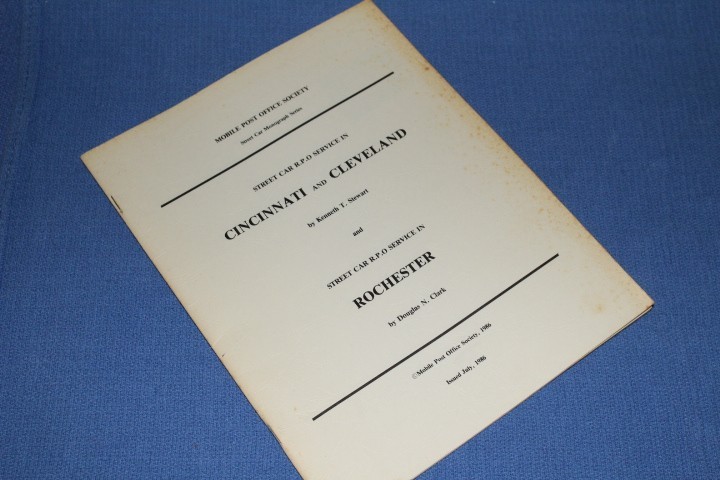 MOBILE POST OFFICE SOCIETY
Street Car Monograph Series
STREET CAR R.P.O SERVICE IN
CINCINNATI AND CLEVELAND
by Kenneth T. Stewart
and
STREET CAR R.P.O SERVICE IN
ROCHESTER
by Douglas N. Clark
©Mobile Post Office Society, 1986
Issued July, 1986